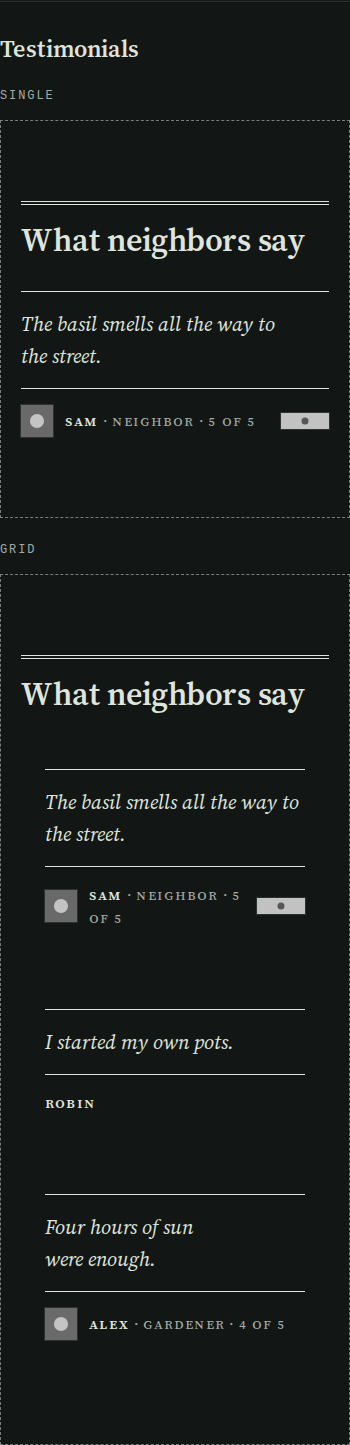 Testimonials
SINGLE
What neighbors say
The basil smells all the way to
the street.
SAM · NEIGHBOR · 5 OF 5
GRID
What neighbors say
The basil smells all the way to
the street.
SAM · NEIGHBOR · 5
OF 5
I started my own pots.
ROBIN
Four hours of sun
were enough.
ALEX · GARDENER · 4 OF 5